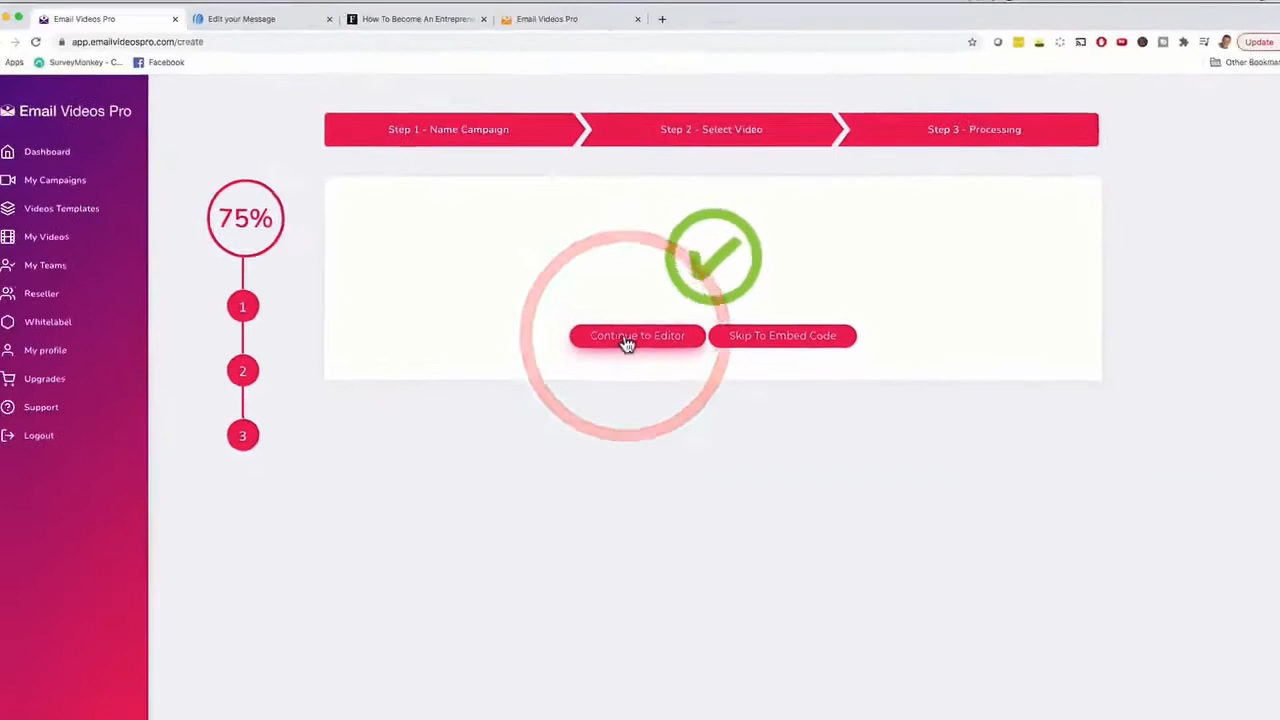 Email Videos Pro
Edit your Message
How To Become An Entrepren
Email Videos Pro
app.emailvideospro.com/create
Update
Apps
SurveyMonkey - C...
Facebook
Other Bookmar
Email Videos Pro
Dashboard
My Campaigns
Videos Templates
My Videos
My Teams
Reseller
Whitelabel
My profile
Upgrades
Support
Logout
Step 1 - Name Campaign
Step 2 - Select Video
Step 3 - Processing
75%
1
2
3
Continue to Editor
Skip To Embed Code